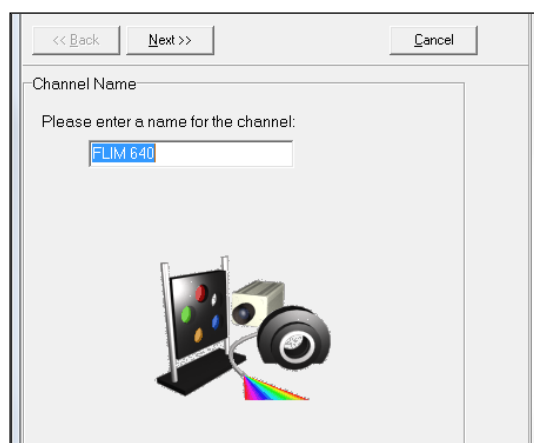 << Back Next >> Cancel
Channel Name
Please enter a name for the channel:
FLIM 640